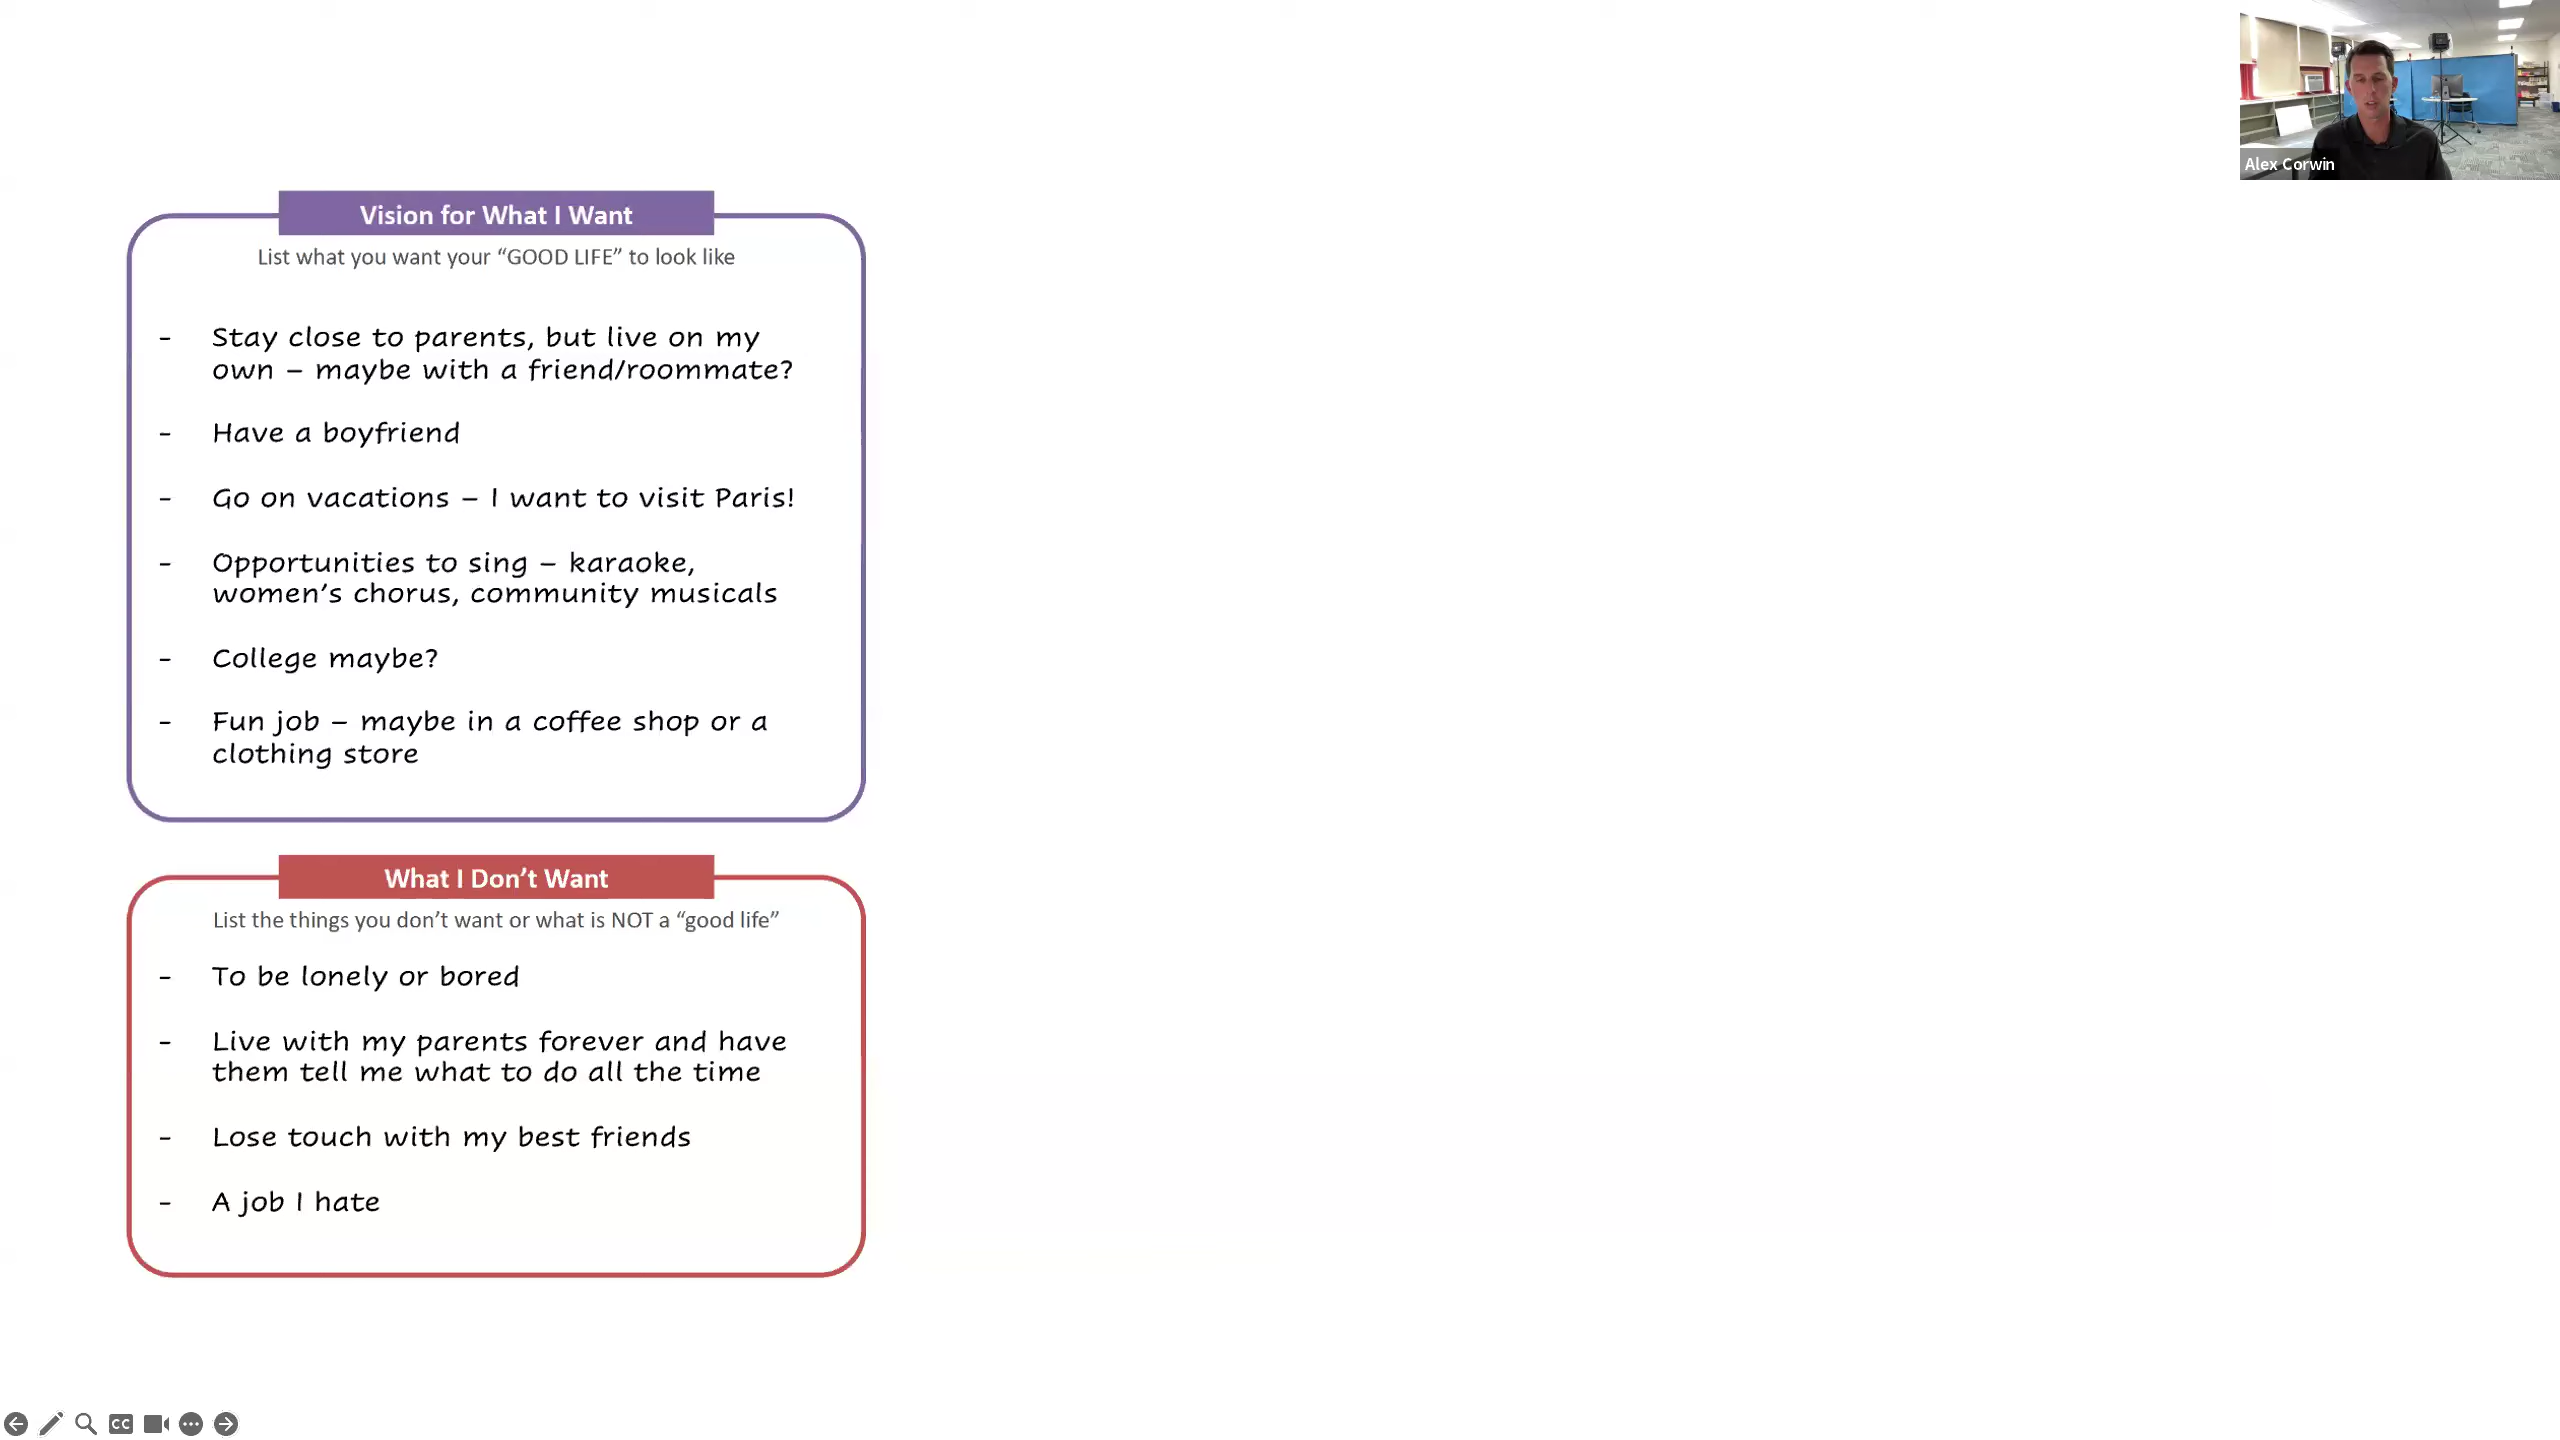 Alex Corwin
Vision for What I Want
List what you want your “GOOD LIFE” to look like
- Stay close to parents, but live on my
own – maybe with a friend/roommate?
- Have a boyfriend
- Go on vacations – I want to visit Paris!
- Opportunities to sing – karaoke,
women’s chorus, community musicals
- College maybe?
- Fun job – maybe in a coffee shop or a
clothing store
What I Don’t Want
List the things you don’t want or what is NOT a “good life”
- To be lonely or bored
- Live with my parents forever and have
them tell me what to do all the time
- Lose touch with my best friends
- A job I hate
CC